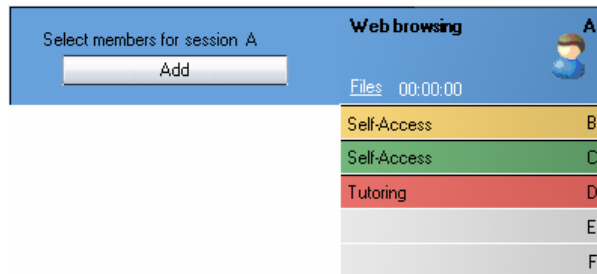 Select members for session A
Add
Web browsing A
Files 00:00:00
Self-Access B
Self-Access C
Tutoring D
E
F